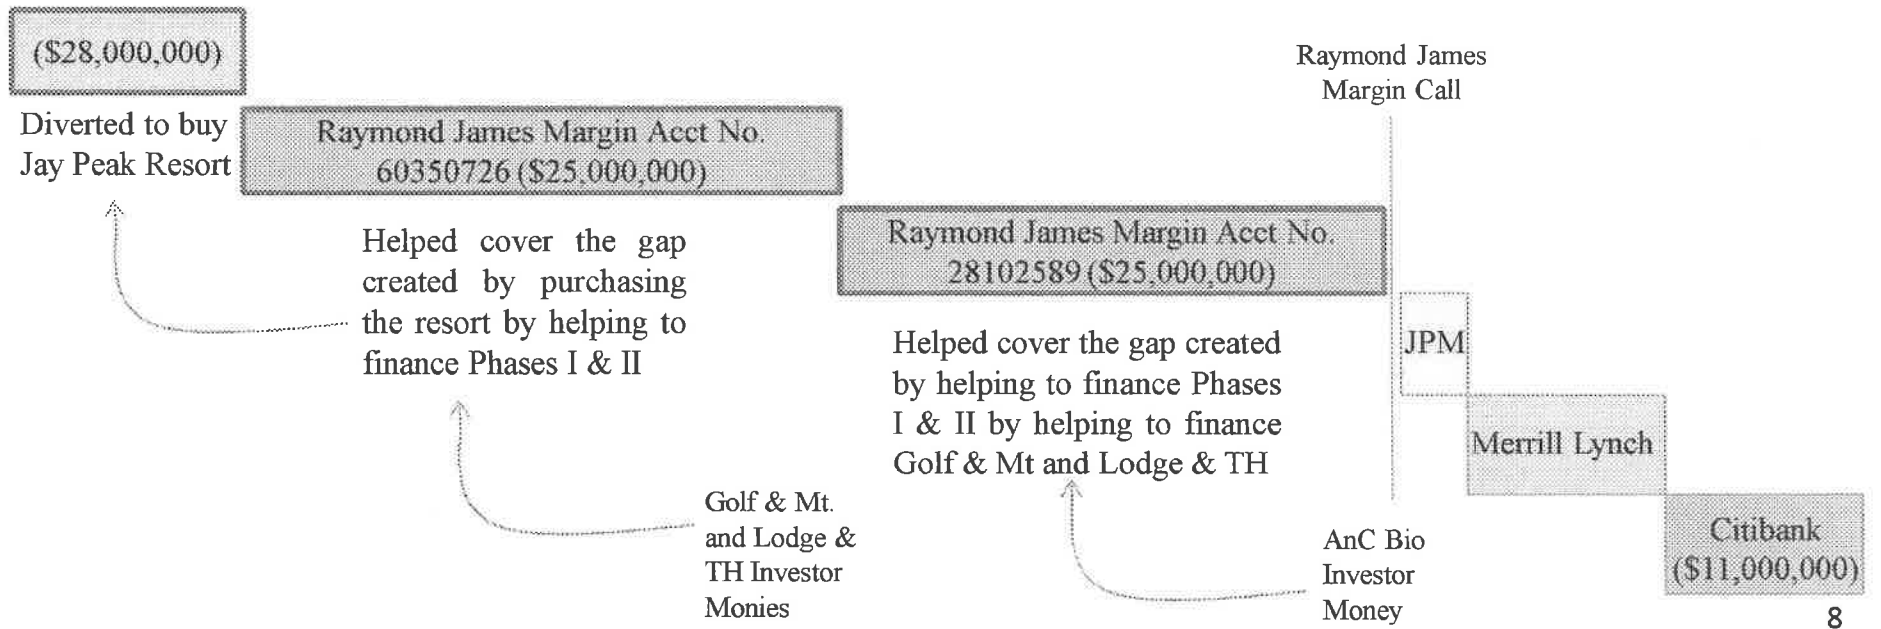 ($28,000,000)
Diverted to buy
Jay Peak Resort
Raymond James Margin Acct No.
60350726 ($25,000,000)
Helped cover the gap
created by purchasing
the resort by helping to
finance Phases I & II
Golf & Mt.
and Lodge &
TH Investor
Monies
Raymond James Margin Acct No.
28102589 ($25,000,000)
Helped cover the gap created
by helping to finance Phases
I & II by helping to finance
Golf & Mt and Lodge & TH
AnC Bio
Investor
Money
Raymond James
Margin Call
JPM
Merrill Lynch
Citibank
($11,000,000)
8